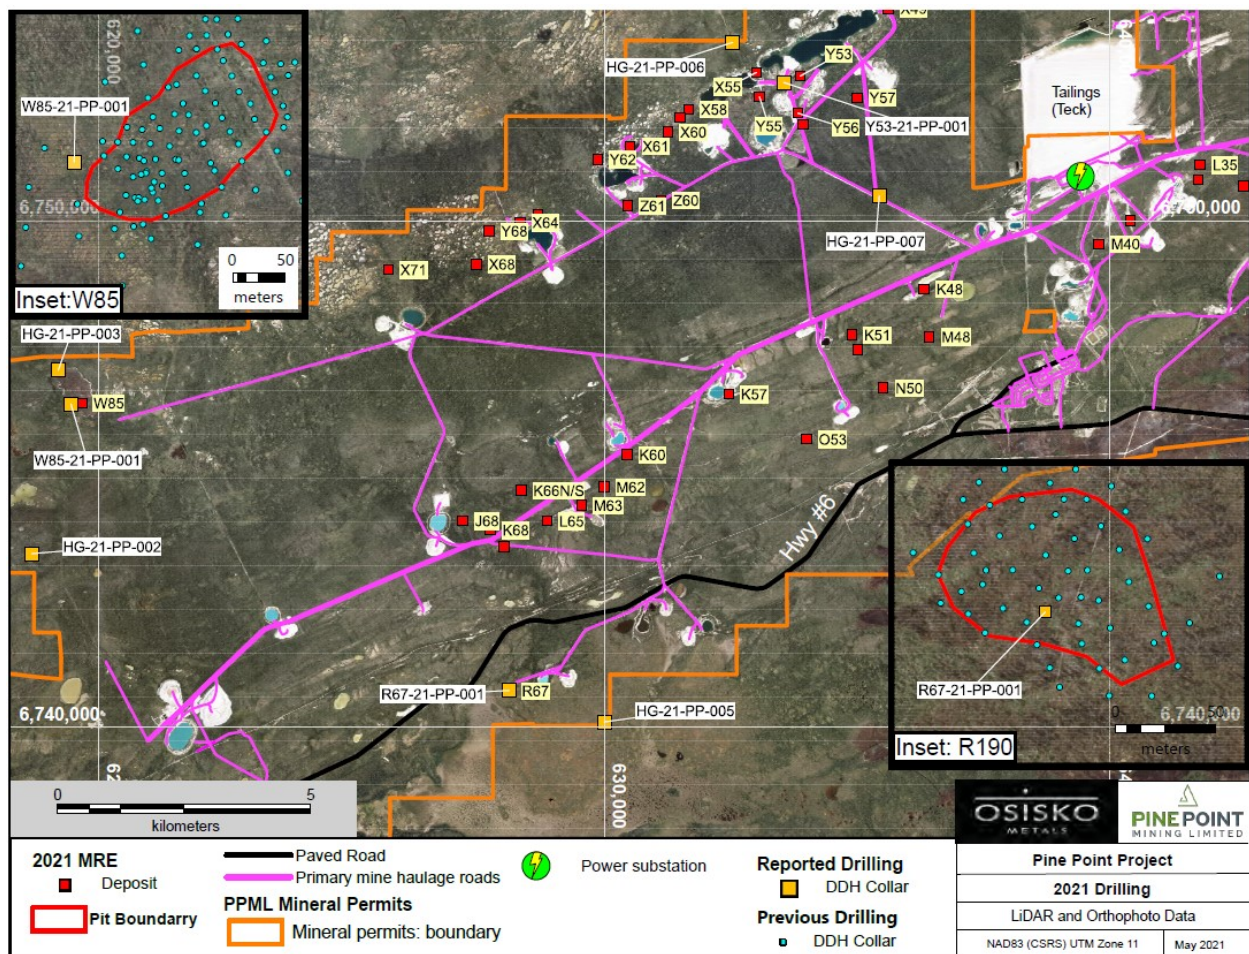 620,000
W85-21-PP-001
6,750,000
0 50
meters
Inset:W85
HG-21-PP-006
X55
Y53
X58
Y55
Y56
Y57
Y53-21-PP-001
X60
X61
Y62
Z61
Z60
X64
Y68
X68
X71
HG-21-PP-007
Tailings
(Teck)
L35
M40
K48
K51
M48
N50
K57
O53
HG-21-PP-003
W85
W85-21-PP-001
HG-21-PP-002
K60
K66N/S
M62
M63
J68
L65
K68
Hwy #6
R67-21-PP-001
R67
HG-21-PP-005
6,740,000
630,000
R67-21-PP-001
6,740,000
0 50
meters
Inset: R190
0 5
kilometers
OSISKO
METALS
PINE POINT
MINING LIMITED
2021 MRE
Deposit
Pit Boundarry
Paved Road
Primary mine haulage roads
PPML Mineral Permits
Mineral permits: boundary
Power substation
Reported Drilling
DDH Collar
Previous Drilling
DDH Collar
Pine Point Project
2021 Drilling
LiDAR and Orthophoto Data
NAD83 (CSRS) UTM Zone 11
May 2021